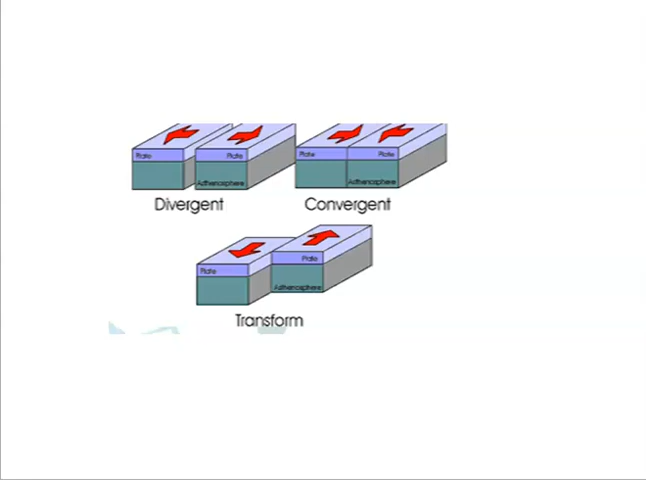 Plate Plate Plate Plate
Asthenosphere Asthenosphere
Divergent Convergent
Plate Plate
Asthenosphere
Transform